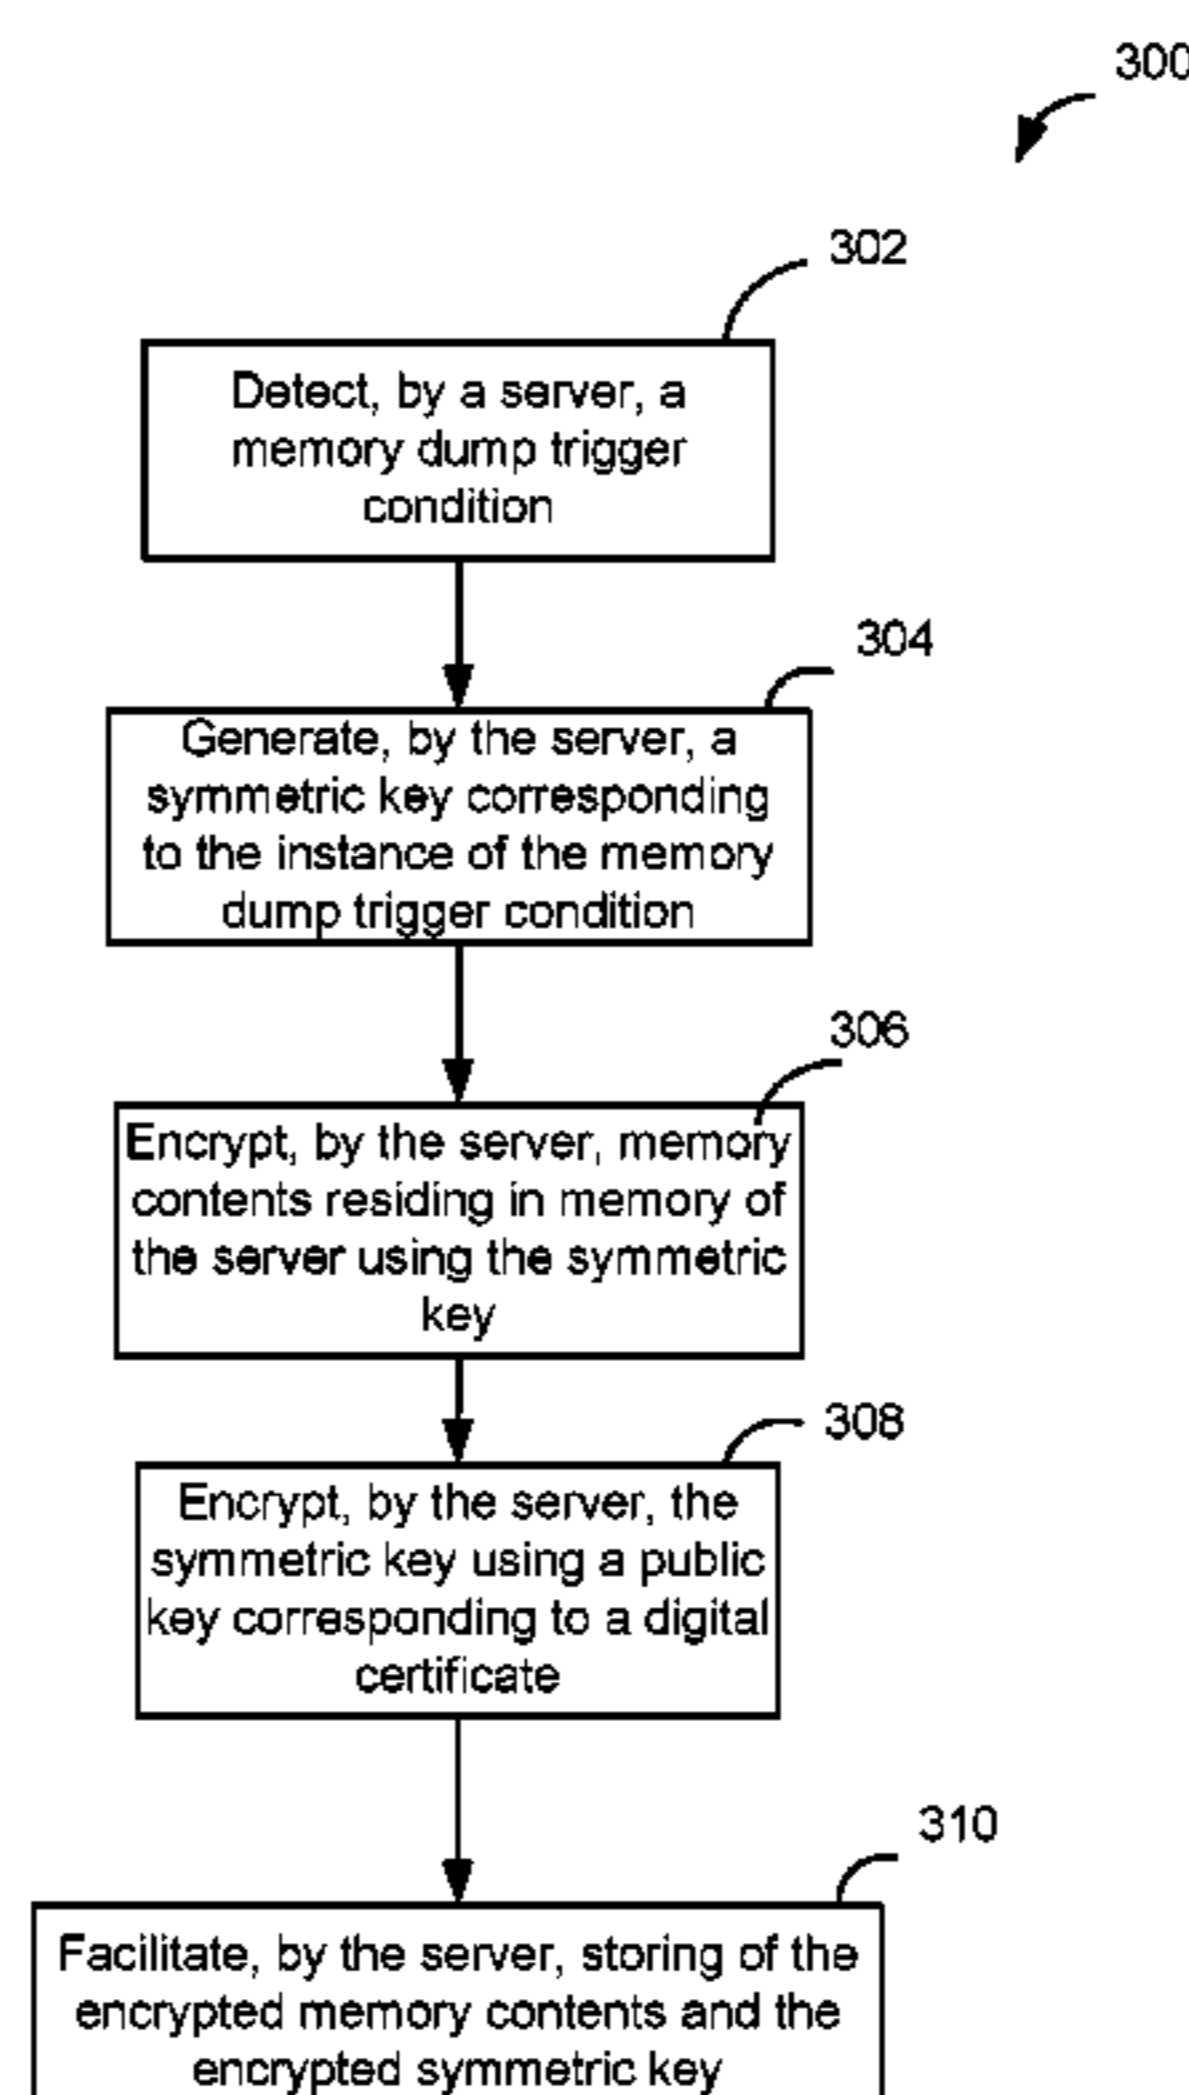 300
302
Detect, by a server, a
memory dump trigger
condition
304
Generate, by the server, a
symmetric key corresponding
to the instance of the memory
dump trigger condition
306
Encrypt, by the server, memory
contents residing in memory of
the server using the symmetric
key
308
Encrypt, by the server, the
symmetric key using a public
key corresponding to a digital
certificate
310
Facilitate, by the server, storing of the
encrypted memory contents and the
encrypted symmetric key